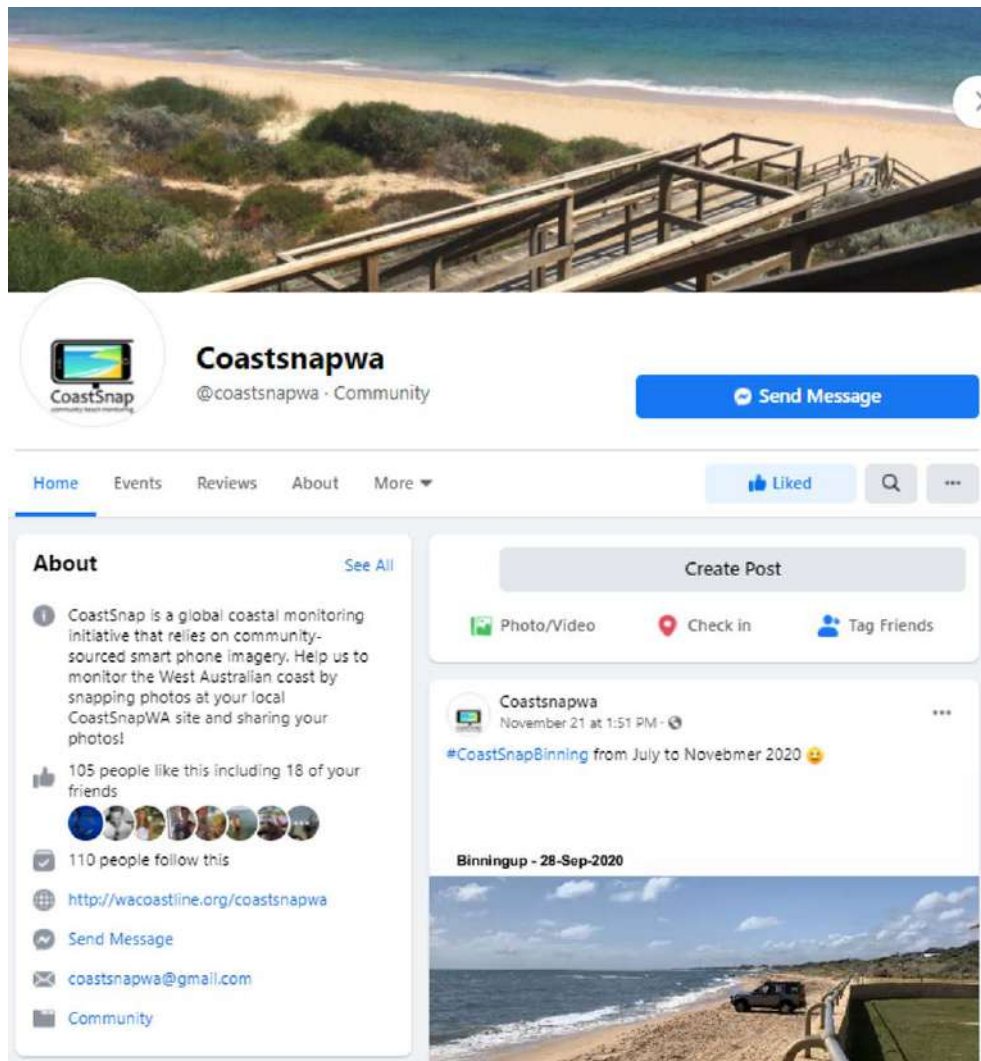 CoastSnap
community beach monitoring
Coastsnapwa
@coastsnapwa · Community
Send Message
Home
Events
Reviews
About
More
Liked
About
See All
CoastSnap is a global coastal monitoring
initiative that relies on community-
sourced smart phone imagery. Help us to
monitor the West Australian coast by
snapping photos at your local
CoastSnapWA site and sharing your
photos!
105 people like this including 18 of your
friends
110 people follow this
http://wacoastline.org/coastsnapwa
Send Message
coastsnapwa@gmail.com
Community
Create Post
Photo/Video
Check in
Tag Friends
Coastsnapwa
November 21 at 1:51 PM ·
#CoastSnapBinning from July to Novebmer 2020
Binningup - 28-Sep-2020